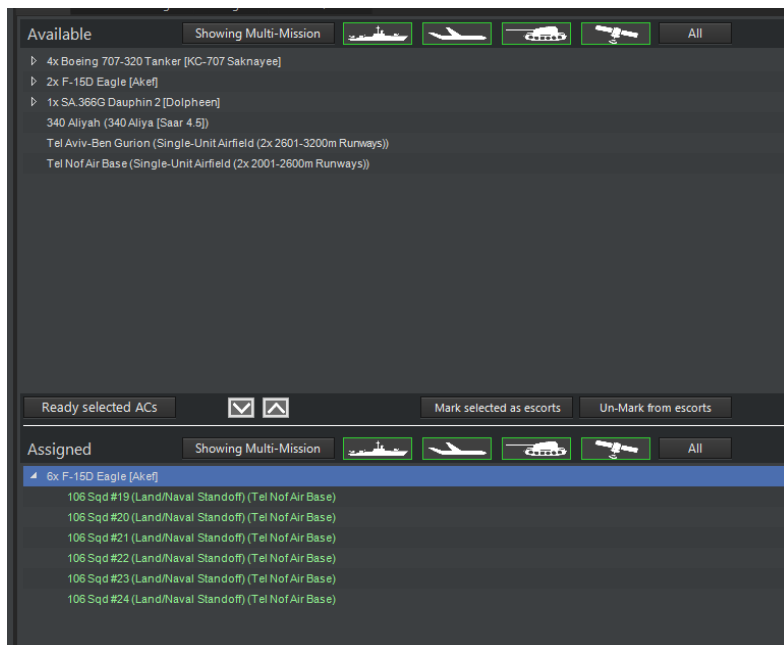 Available Showing Multi-Mission All
4x Boeing 707-320 Tanker [KC-707 Saknayee]
2x F-15D Eagle [Akef]
1x SA.366G Dauphin 2 [Dolpheen]
340 Aliyah (340 Aliya [Saar 4.5])
Tel Aviv-Ben Gurion (Single-Unit Airfield (2x 2601-3200m Runways))
Tel Nof Air Base (Single-Unit Airfield (2x 2001-2600m Runways))
Ready selected ACs Mark selected as escorts Un-Mark from escorts
Assigned Showing Multi-Mission All
6x F-15D Eagle [Akef]
106 Sqd #19 (Land/Naval Standoff) (Tel Nof Air Base)
106 Sqd #20 (Land/Naval Standoff) (Tel Nof Air Base)
106 Sqd #21 (Land/Naval Standoff) (Tel Nof Air Base)
106 Sqd #22 (Land/Naval Standoff) (Tel Nof Air Base)
106 Sqd #23 (Land/Naval Standoff) (Tel Nof Air Base)
106 Sqd #24 (Land/Naval Standoff) (Tel Nof Air Base)